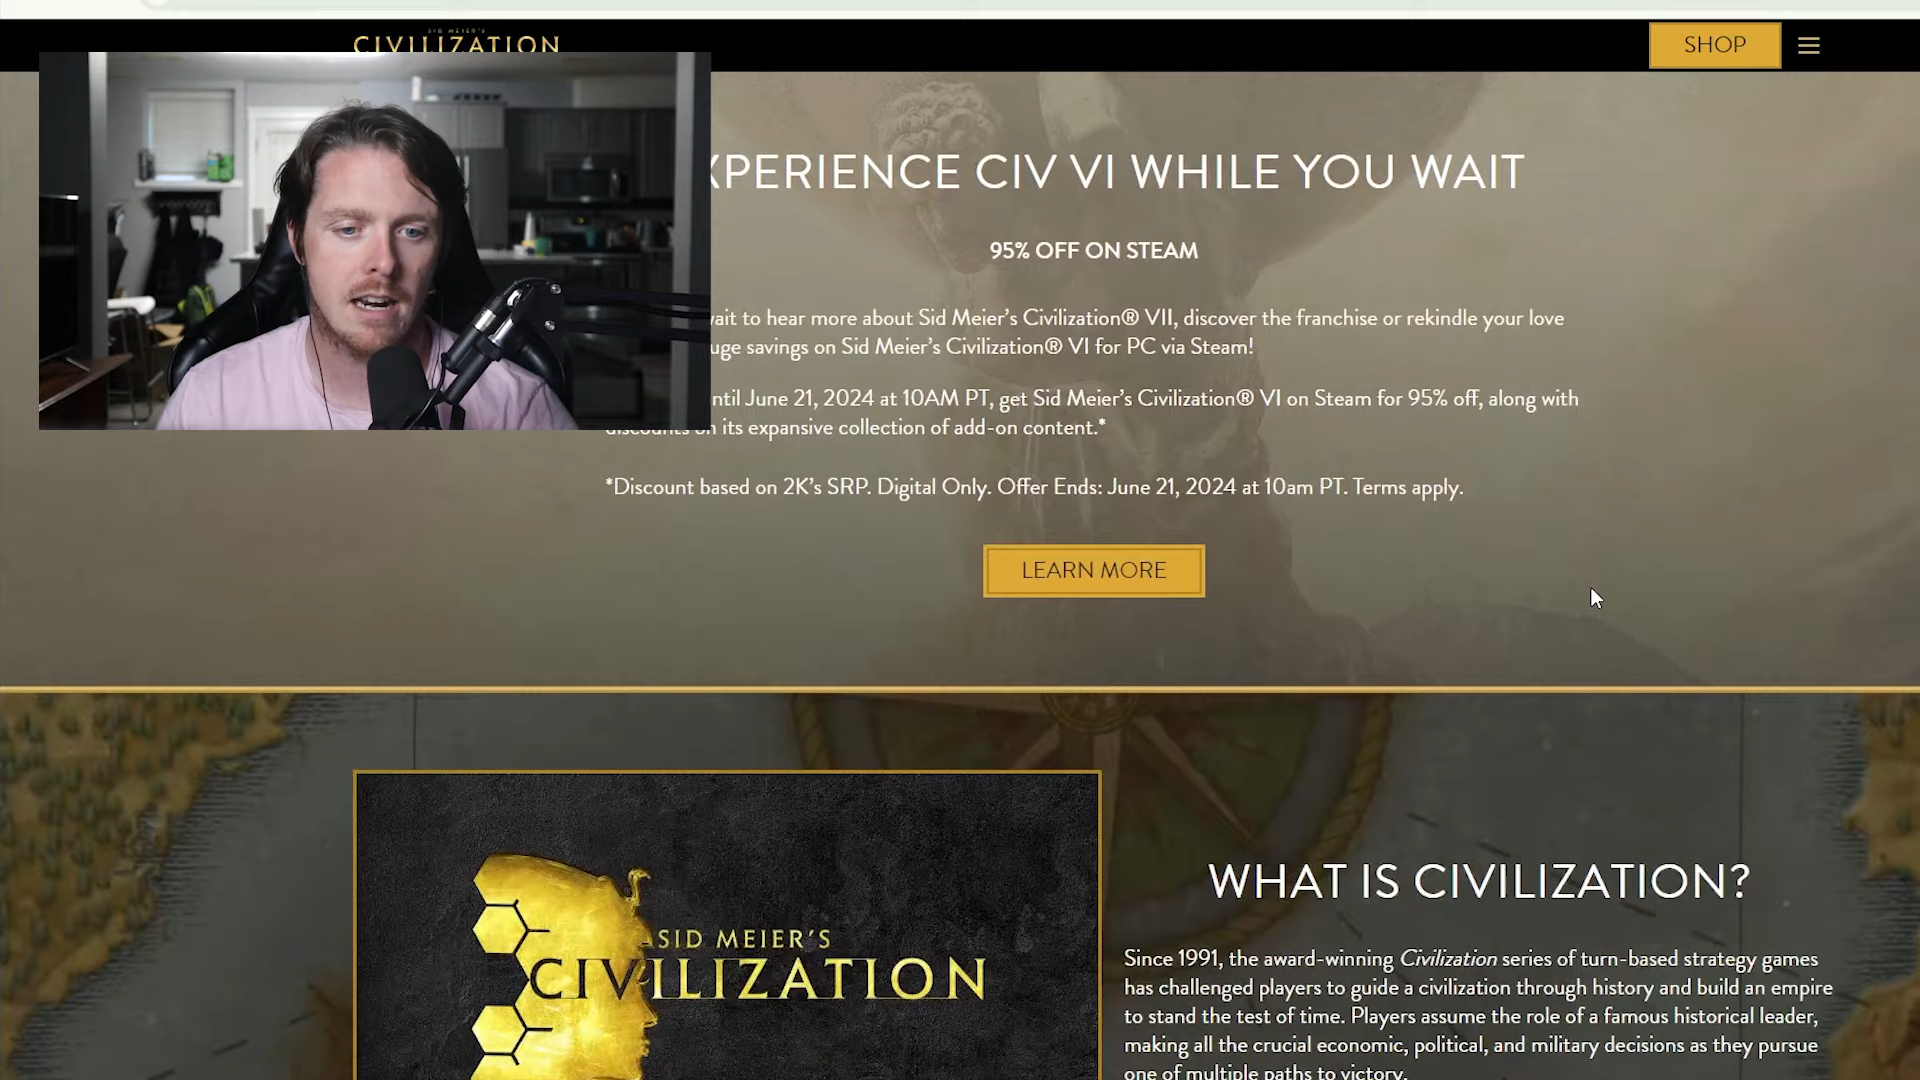 SID MEIER'S
CIVILIZATION
SHOP
XPERIENCE CIV VI WHILE YOU WAIT
95% OFF ON STEAM
ait to hear more about Sid Meier's Civilization® VII, discover the franchise or rekindle your love
uge savings on Sid Meier's Civilization® VI for PC via Steam!
ntil June 21, 2024 at 10AM PT, get Sid Meier's Civilization® VI on Steam for 95% off, along with
discounts on its expansive collection of add-on content.*
*Discount based on 2K's SRP. Digital Only. Offer Ends: June 21, 2024 at 10am PT. Terms apply.
LEARN MORE
SID MEIER'S
CIVILIZATION
WHAT IS CIVILIZATION?
Since 1991, the award-winning Civilization series of turn-based strategy games
has challenged players to guide a civilization through history and build an empire
to stand the test of time. Players assume the role of a famous historical leader,
making all the crucial economic, political, and military decisions as they pursue
one of multiple paths to victory.